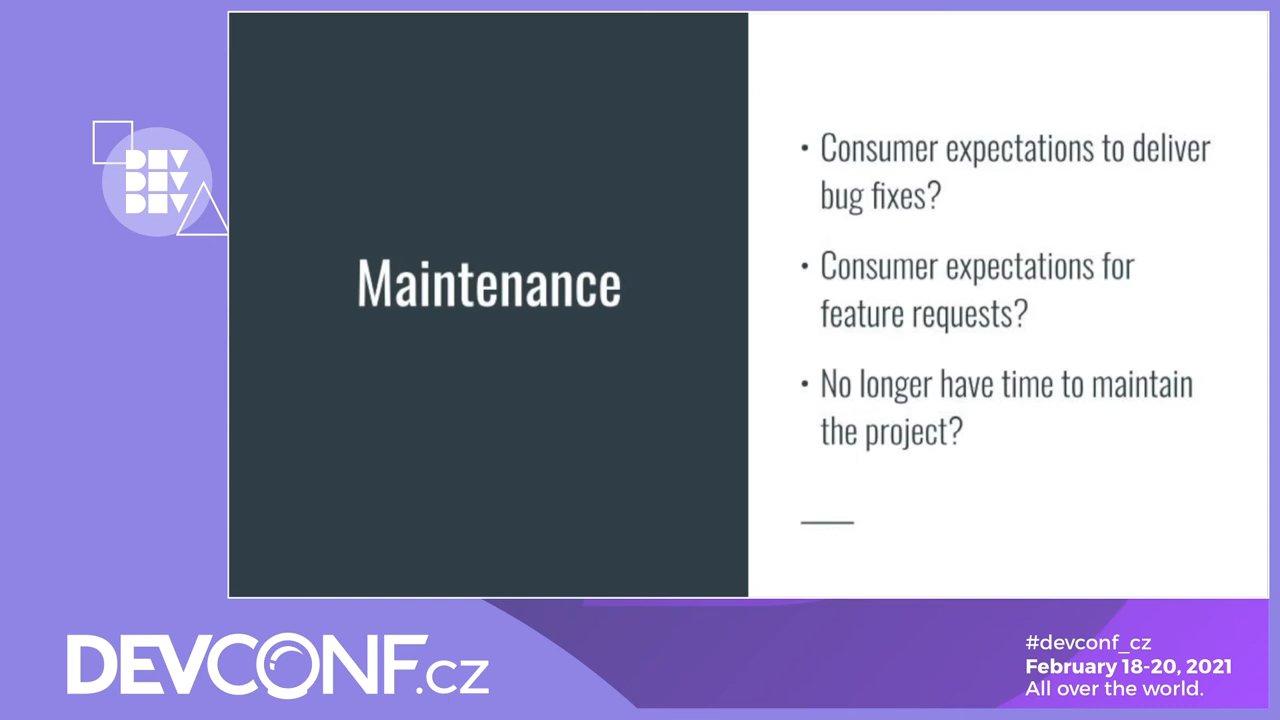 DEV
DEV
DEV
Maintenance
• Consumer expectations to deliver
bug fixes?
• Consumer expectations for
feature requests?
• No longer have time to maintain
the project?
DEVCONF.cz
#devconf_cz
February 18-20, 2021
All over the world.